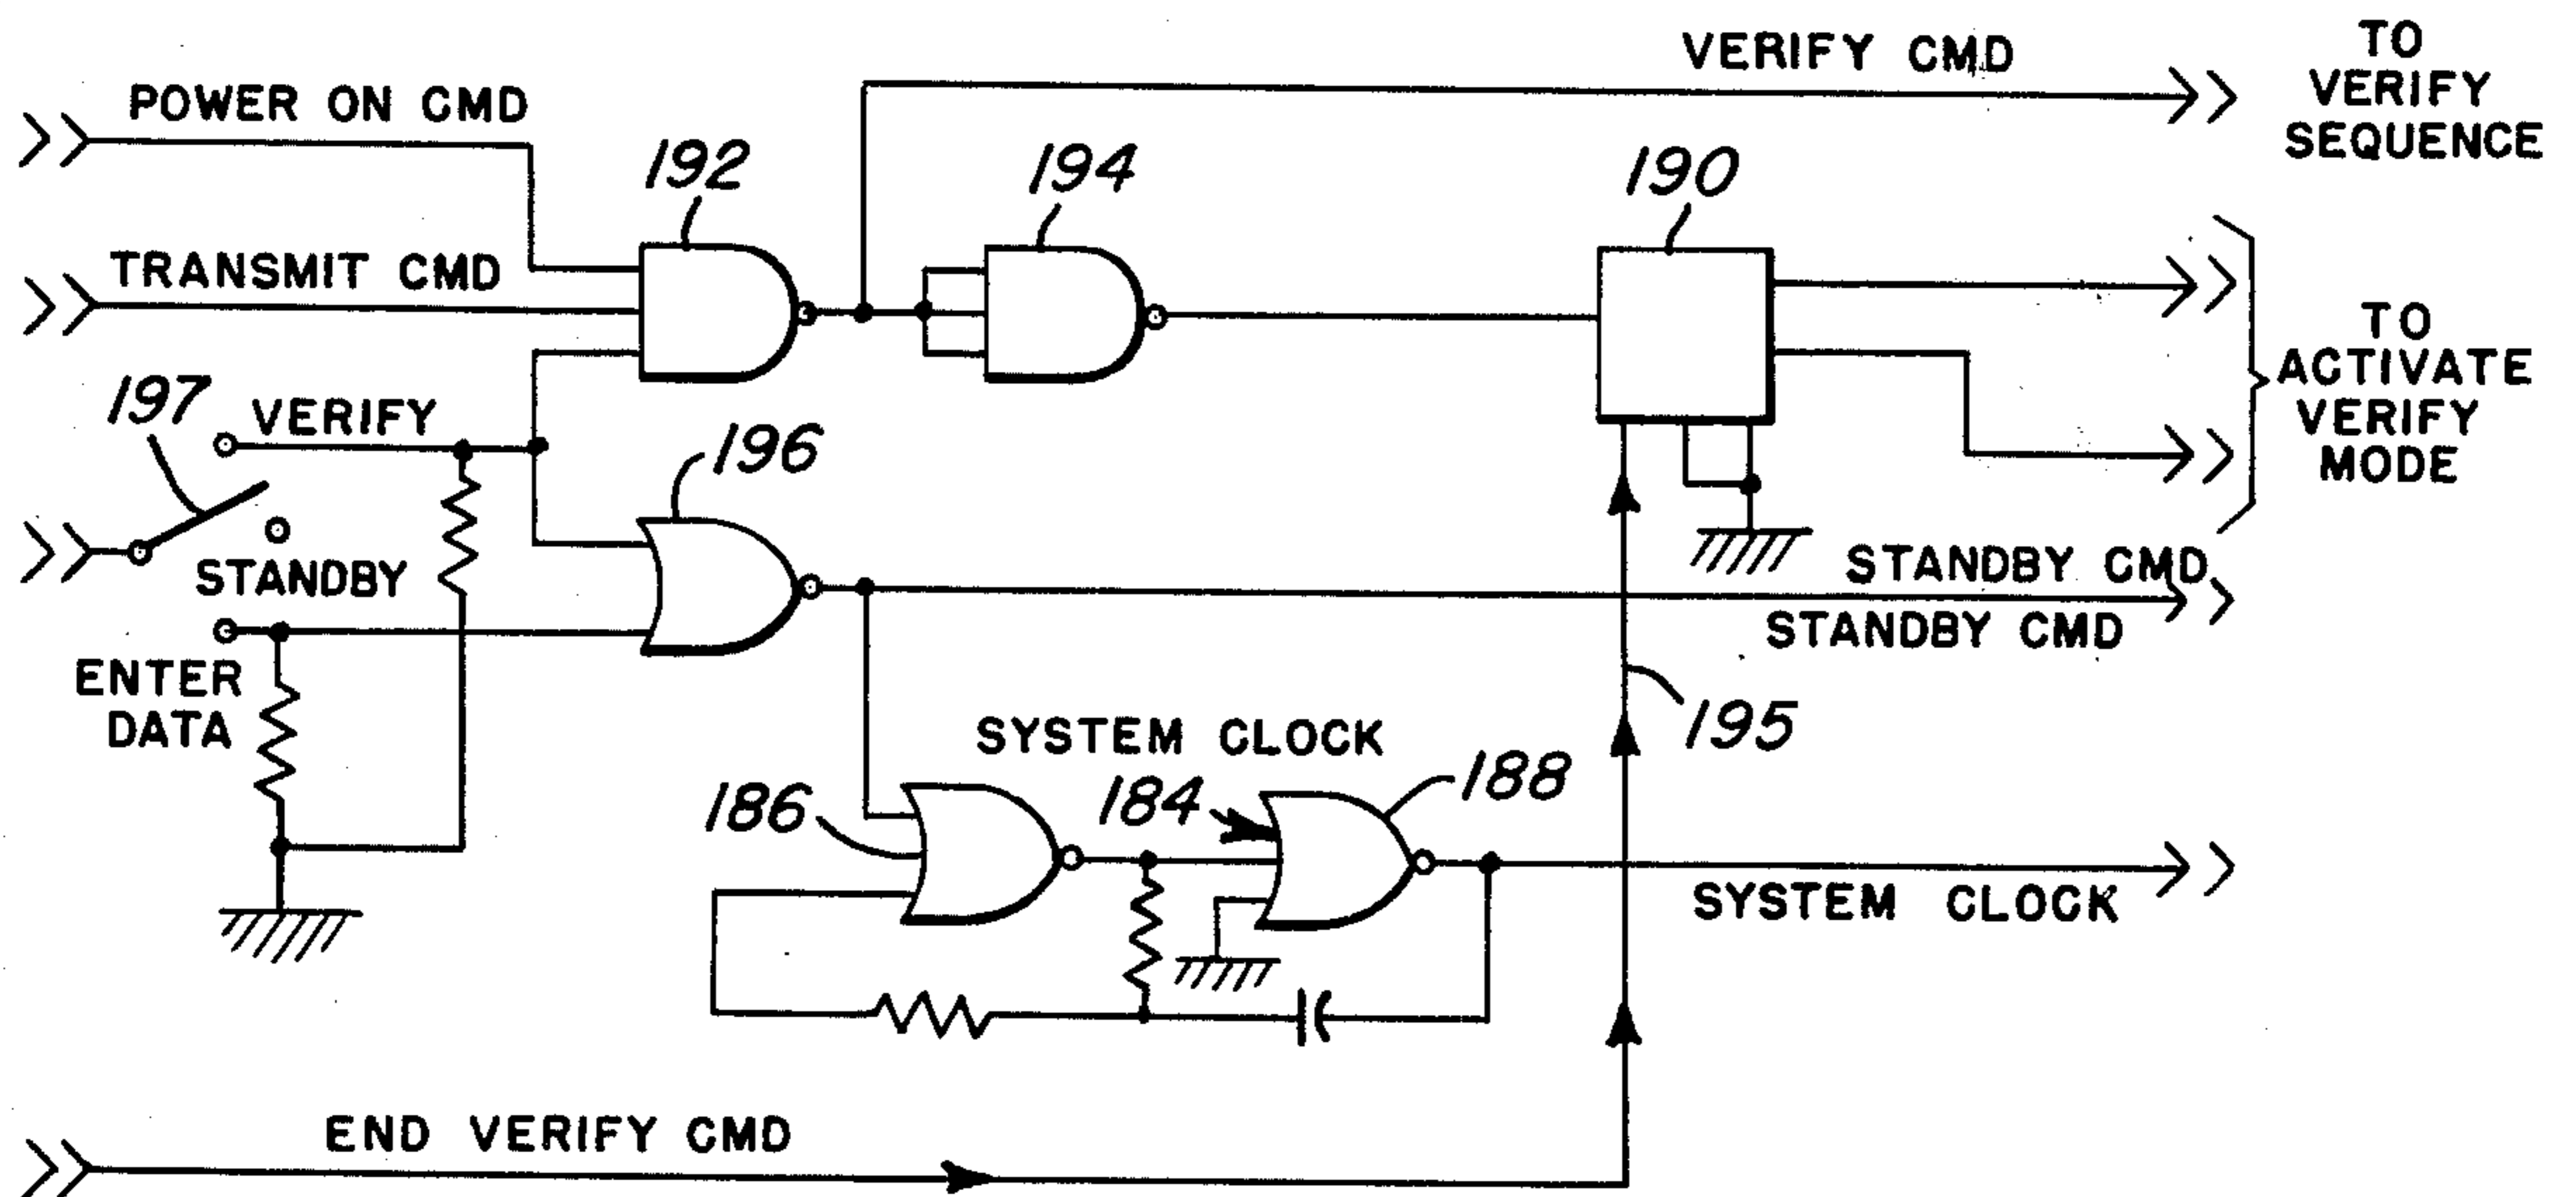 POWER ON CMD
VERIFY CMD
TO
VERIFY
SEQUENCE
192
194
190
TRANSMIT CMD
TO
ACTIVATE
VERIFY
MODE
197
VERIFY
196
STANDBY
STANDBY CMD
STANDBY CMD
ENTER
DATA
195
SYSTEM CLOCK
186
184
188
SYSTEM CLOCK
END VERIFY CMD